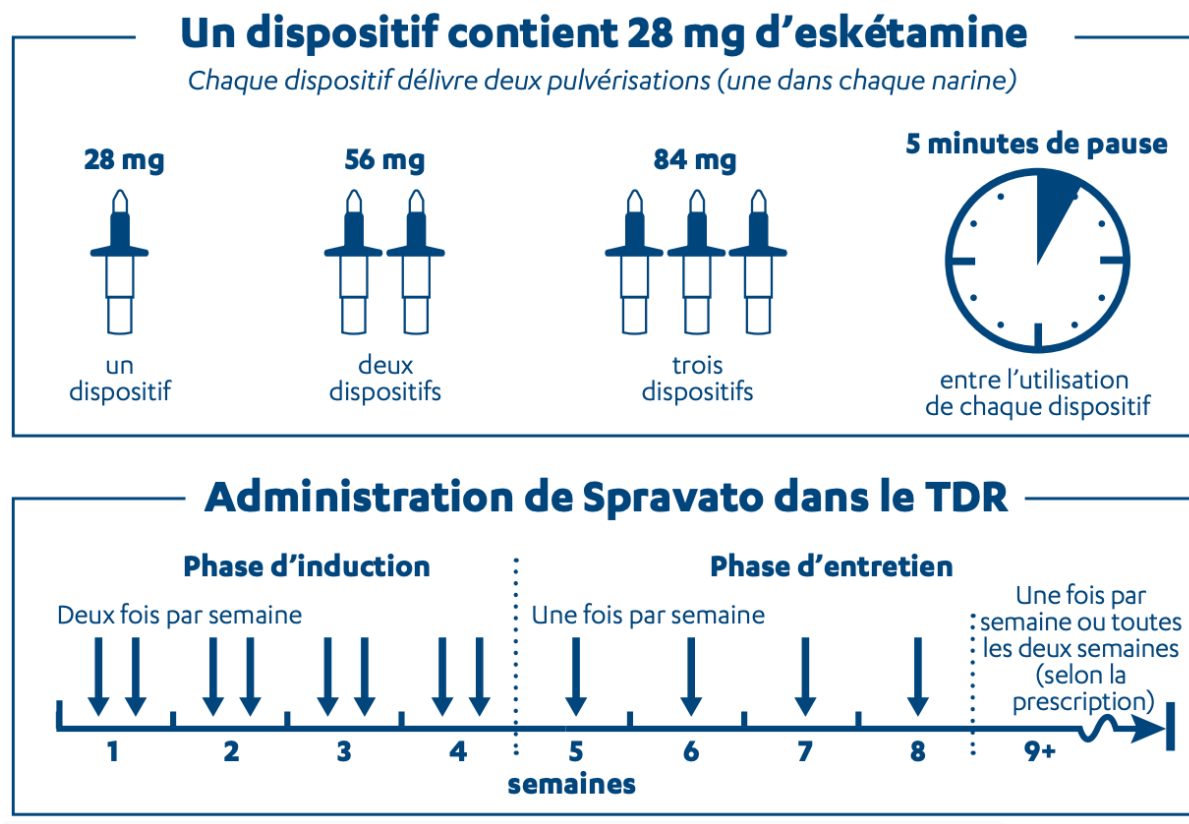 Un dispositif contient 28 mg d’eskétamine
Chaque dispositif délivre deux pulvérisations (une dans chaque narine)
28 mg
un
dispositif
56 mg
deux
dispositifs
84 mg
trois
dispositifs
5 minutes de pause
entre l’utilisation
de chaque dispositif
Administration de Spravato dans le TDR
Phase d’induction
Deux fois par semaine
Phase d’entretien
Une fois par semaine
Une fois par
semaine ou toutes
les deux semaines
(selon la
prescription)
1 2 3 4 5 6 7 8 9+
semaines